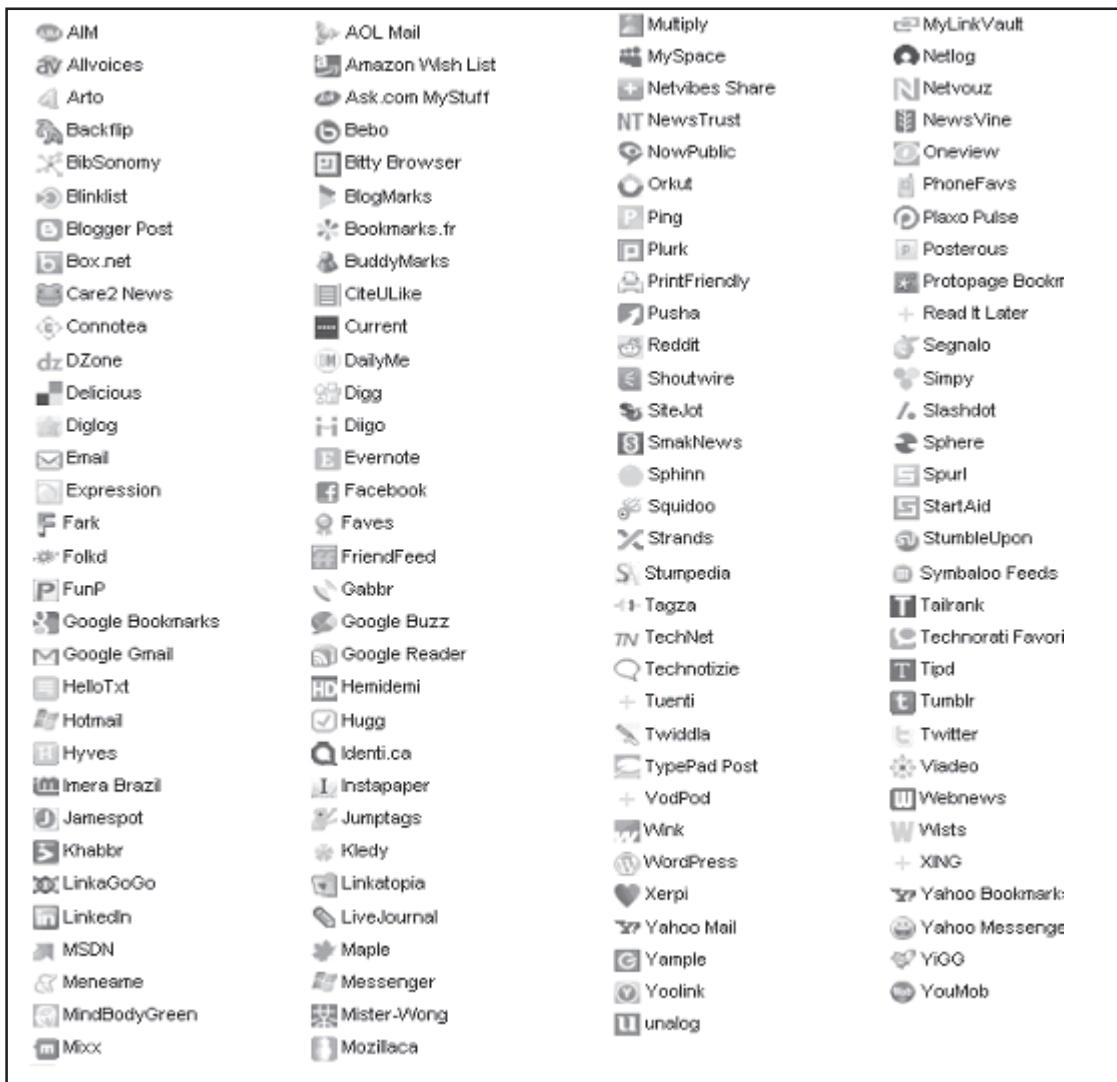 AIM
Allvoices
Arto
Backflip
BibSonomy
Blinklist
Blogger Post
Box.net
Care2 News
Connotea
DZone
Delicious
Diglog
Email
Expression
Fark
Folkd
FunP
Google Bookmarks
Google Gmail
HelloTxt
Hotmail
Hyves
Imera Brazil
Jamespot
Khabbr
LinkaGoGo
LinkedIn
MSDN
Meneame
MindBodyGreen
Mixx
AOL Mail
Amazon Wish List
Ask.com MyStuff
Bebo
Bitty Browser
BlogMarks
Bookmarks.fr
BuddyMarks
CiteULike
Current
DailyMe
Digg
Diigo
Evernote
Facebook
Faves
FriendFeed
Gabbr
Google Buzz
Google Reader
Hemidemi
Hugg
Identi.ca
Instapaper
Jumptags
Kledy
Linkatopia
LiveJournal
Maple
Messenger
Mister-Wong
Mozillaca
Multiply
MySpace
Netvibes Share
NewsTrust
NowPublic
Orkut
Ping
Plurk
PrintFriendly
Pusha
Reddit
Shoutwire
SiteJot
SmakNews
Sphinn
Squidoo
Strands
Stumpedia
Tagza
TechNet
Technotizie
Tuenti
Twiddla
TypePad Post
VodPod
Wink
WordPress
Xerpi
Yahoo Mail
Yample
Yoolink
unalog
MyLinkVault
Netlog
Netvouz
NewsVine
Oneview
PhoneFavs
Plaxo Pulse
Posterous
Protopage Bookm
Read It Later
Segnalo
Simpy
Slashdot
Sphere
Spurl
StartAid
StumbleUpon
Symbaloo Feeds
Tailrank
Technorati Favori
Tipd
Tumblr
Twitter
Viadeo
Webnews
Wists
XING
Yahoo Bookmark
Yahoo Messenge
YiGG
YouMob